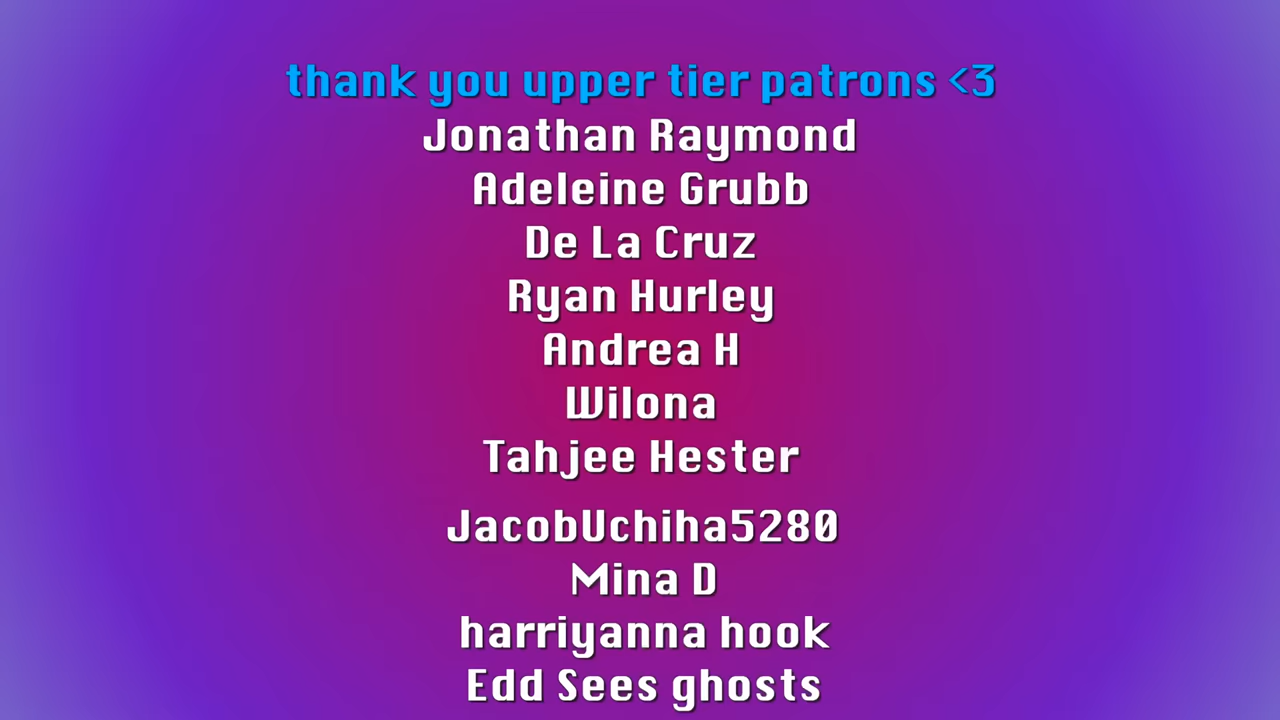 thank you upper tier patrons <3
Jonathan Raymond
Adeleine Grubb
De La Cruz
Ryan Hurley
Andrea H
Wilona
Tahjee Hester
JacobUchiha5280
Mina D
harriyanna hook
Edd Sees ghosts